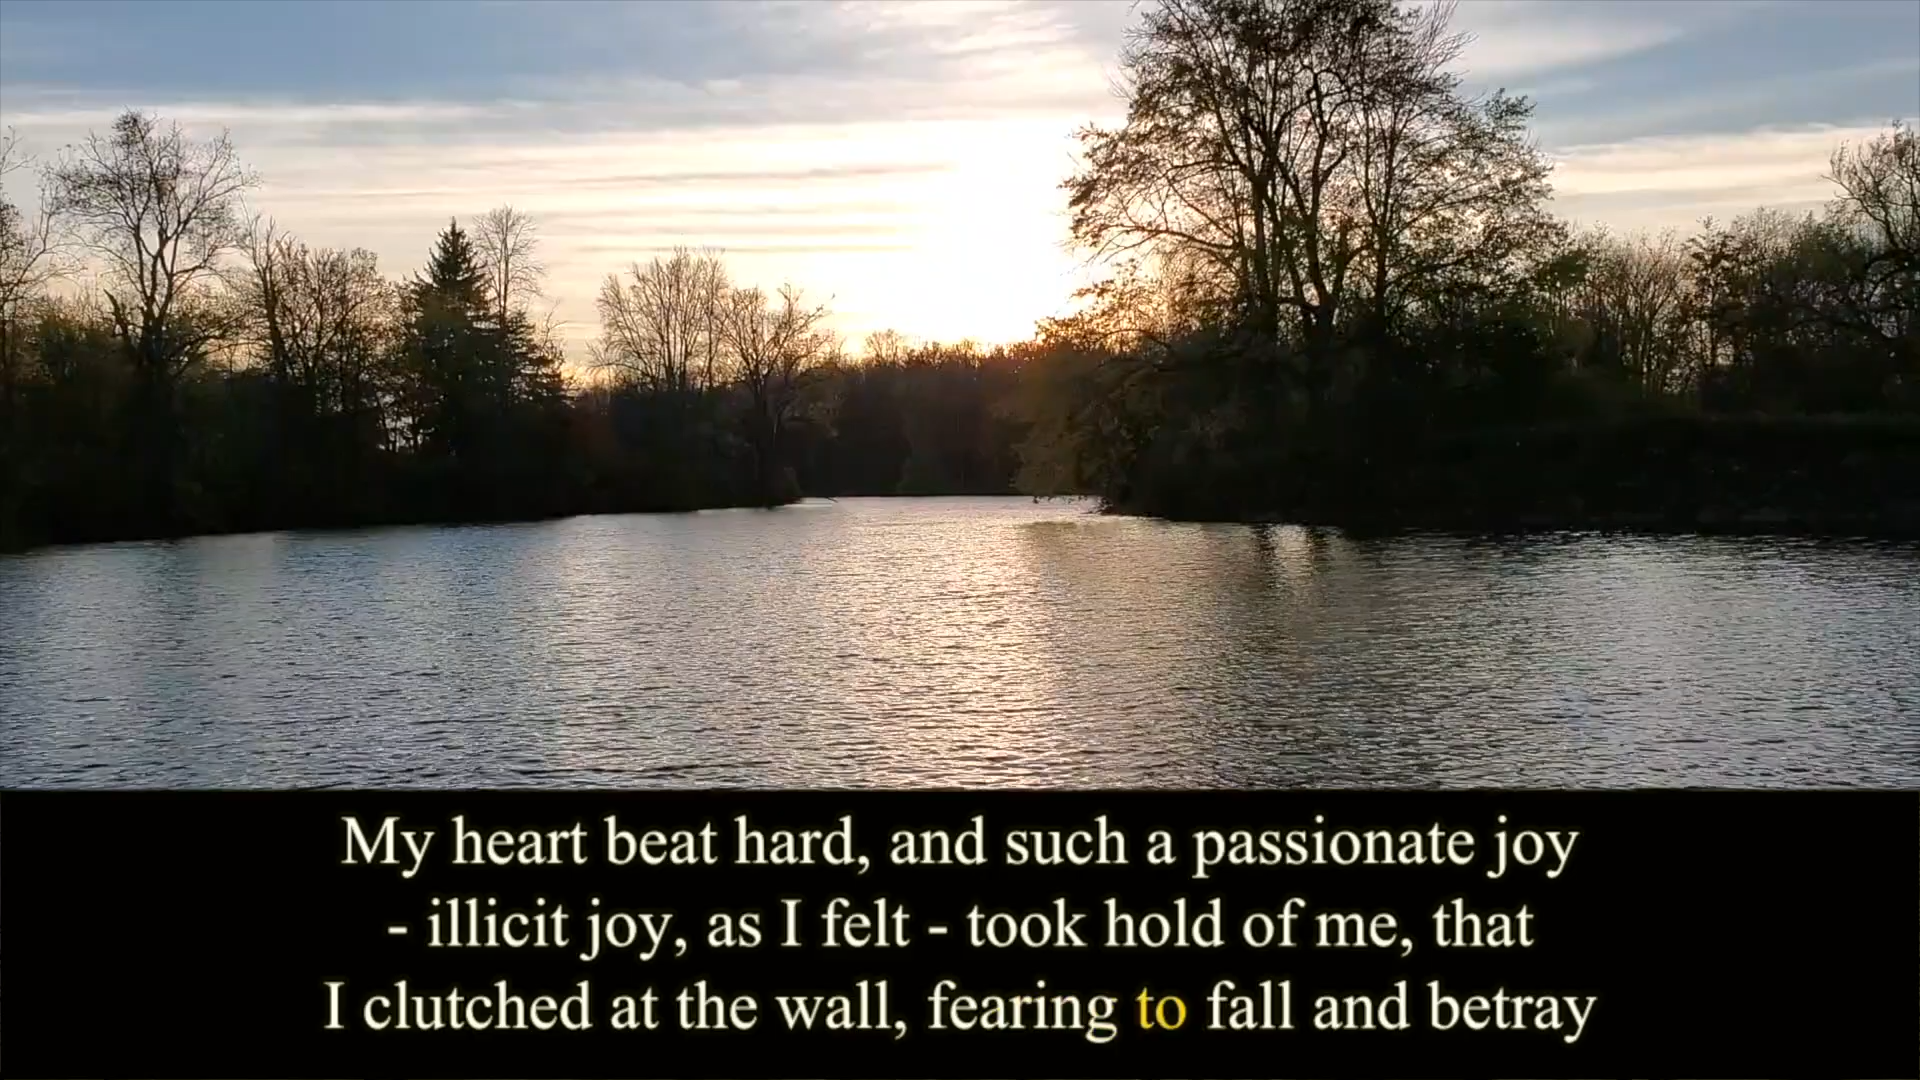 My heart beat hard, and such a passionate joy
- illicit joy, as I felt - took hold of me, that
I clutched at the wall, fearing to fall and betray